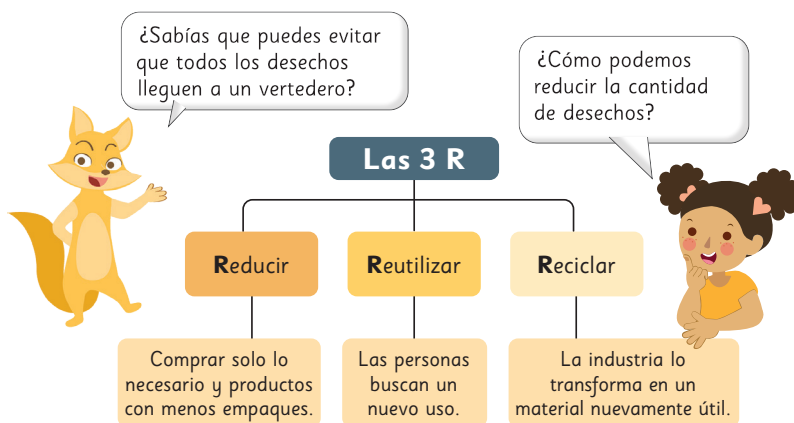 ¿Sabías que puedes evitar
que todos los desechos
lleguen a un vertedero?
¿Cómo podemos
reducir la cantidad
de desechos?
Las 3 R
Reducir
Reutilizar
Reciclar
Comprar solo lo
necesario y productos
con menos empaques.
Las personas
buscan un
nuevo uso.
La industria lo
transforma en un
material nuevamente útil.